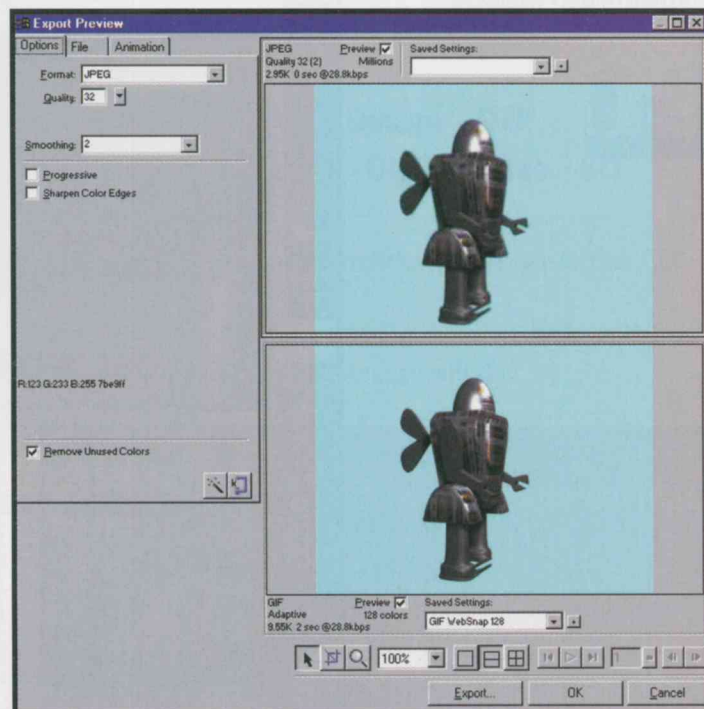 Export Preview
Options File Animation
Format: JPEG
Quality: 32
Smoothing: 2
Progressive
Sharpen Color Edges
R:123 G:233 B:255 7be9ff
Remove Unused Colors
JPEG Preview Saved Settings:
Quality 32 (2) Millions
2.95K 0 sec @28.8kbps
GIF Preview Saved Settings:
Adaptive 128 colors GIF WebSnap 128
9.55K 2 sec @28.8kbps
100% 1
Export... OK Cancel